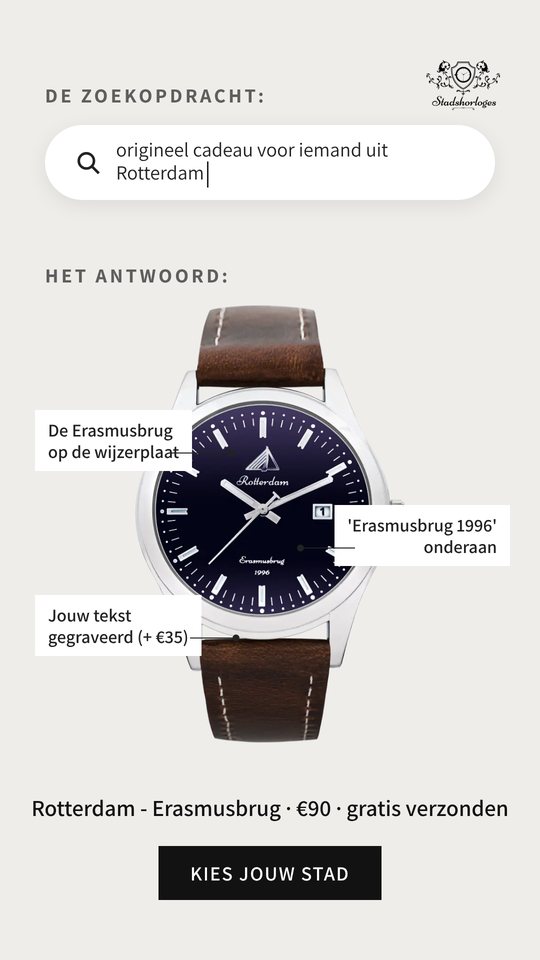 Stadshorloges
DE ZOEKOPDRACHT:
origineel cadeau voor iemand uit
Rotterdam
HET ANTWOORD:
De Erasmusbrug
op de wijzerplaat
Rotterdam
1
'Erasmusbrug 1996'
onderaan
Erasmusbrug
1996
Jouw tekst
gegraveerd (+ €35)
Rotterdam - Erasmusbrug · €90 · gratis verzonden
KIES JOUW STAD